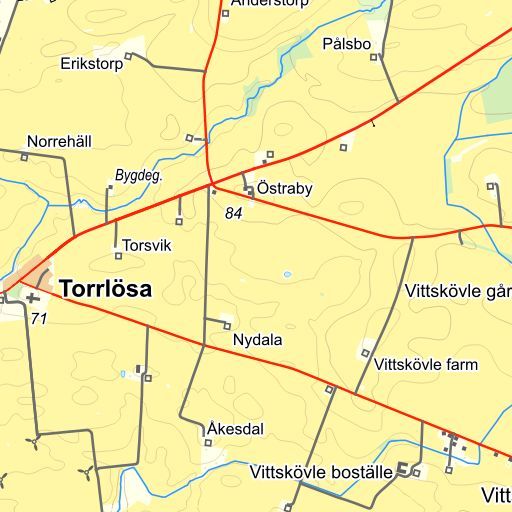 Anderstorp
Pålsbo
Erikstorp
Norrehäll
Bygdeg.
Östraby
84
Torsvik
Torrlösa
Vittskövle går
71
Nydala
Vittskövle farm
Åkesdal
Vittskövle boställe
Vitt